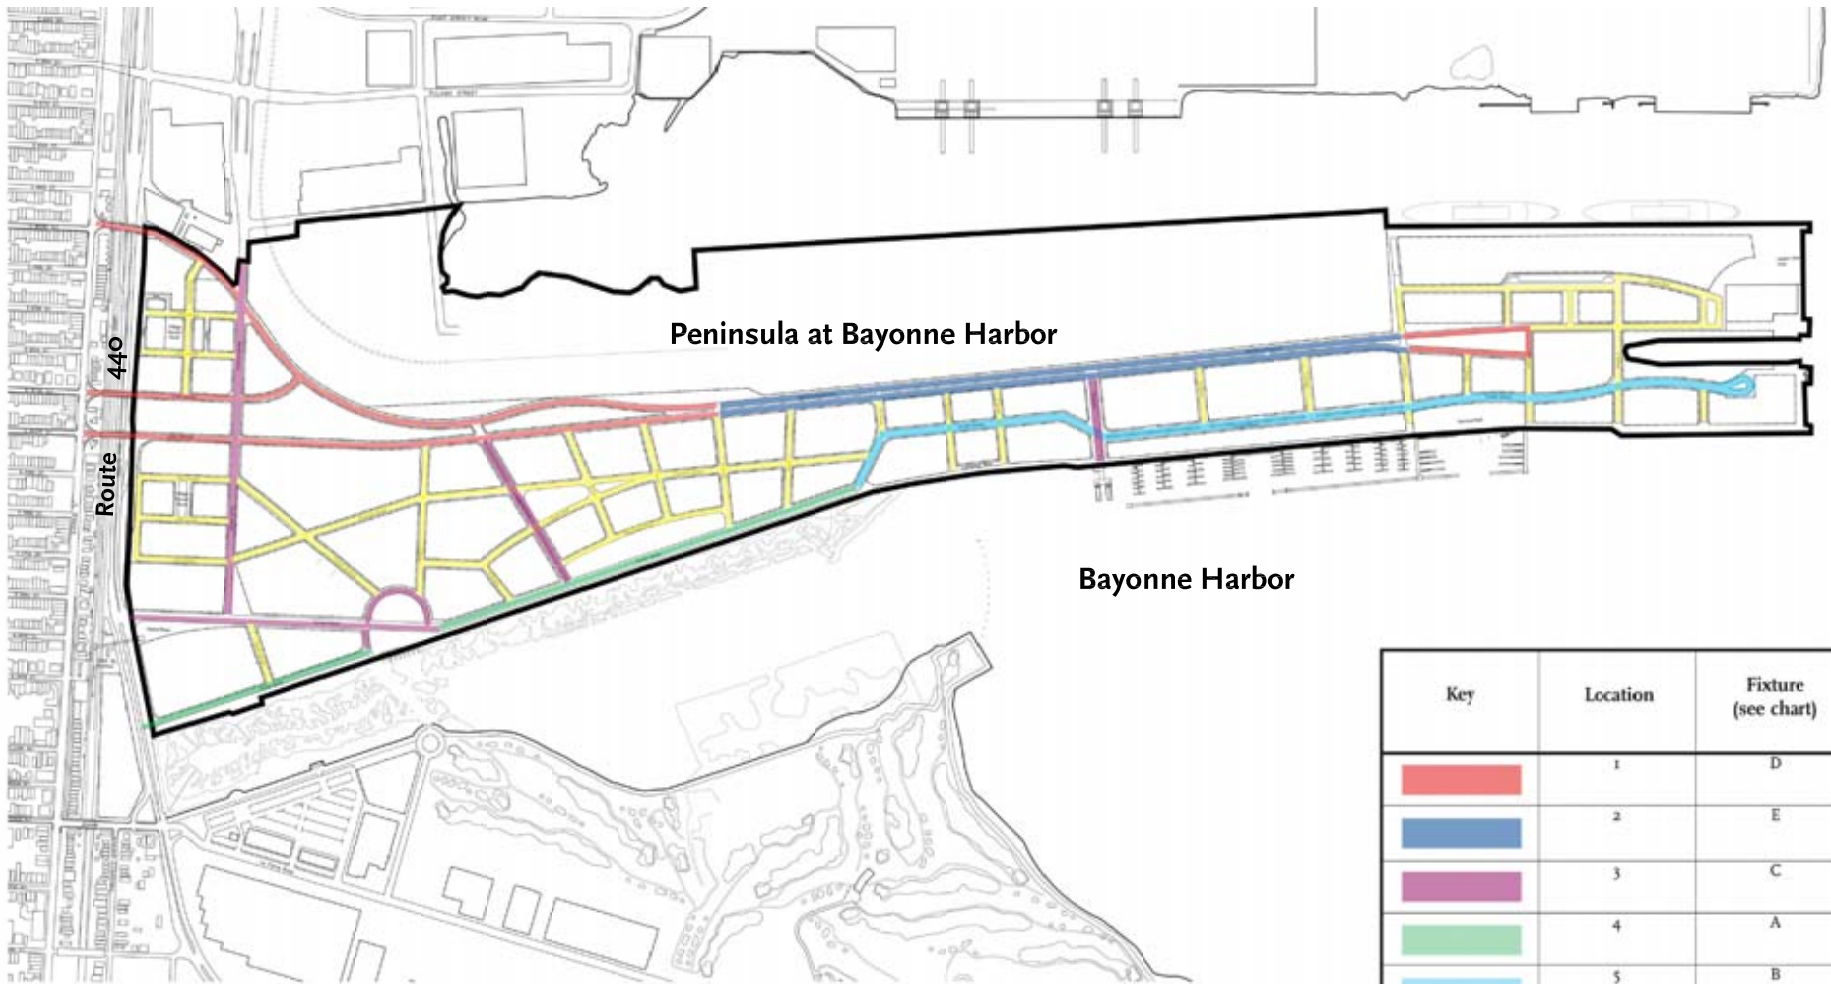 Peninsula at Bayonne Harbor
Route 440
Bayonne Harbor
Key
Location
Fixture
(see chart)
1
D
2
E
3
C
4
A
5
B